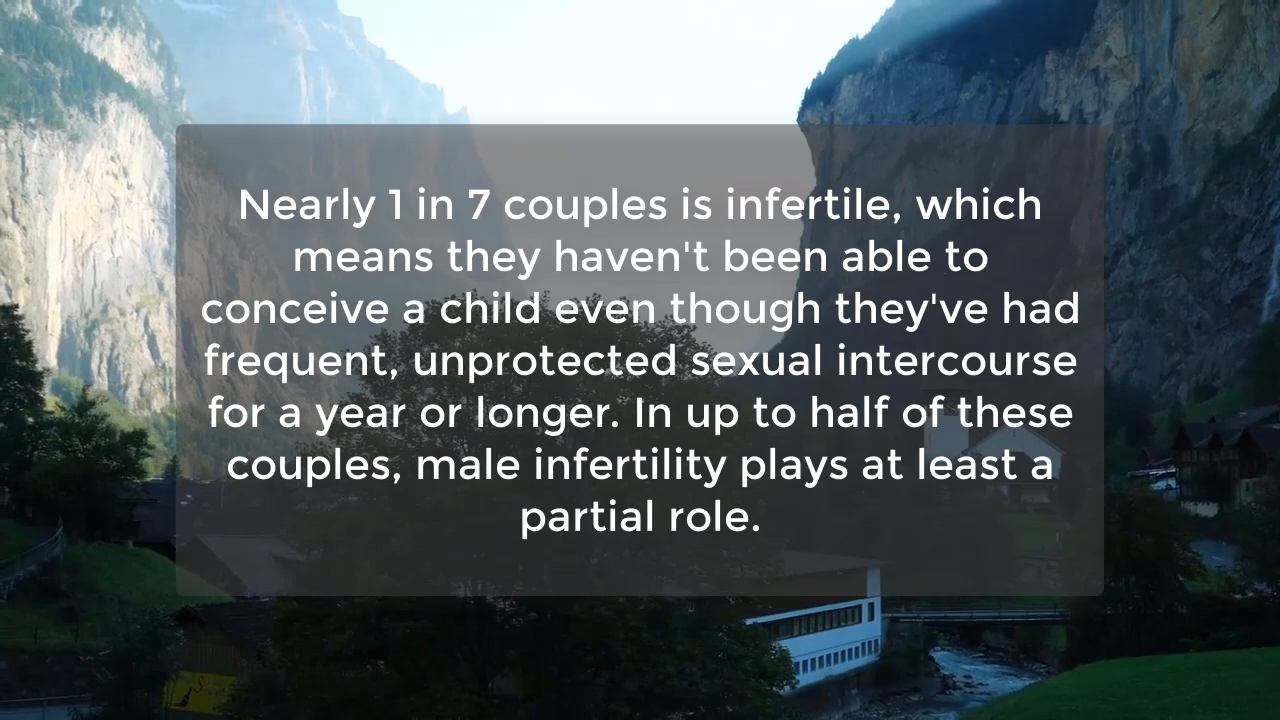 Nearly 1 in 7 couples is infertile, which
means they haven't been able to
conceive a child even though they've had
frequent, unprotected sexual intercourse
for a year or longer. In up to half of these
couples, male infertility plays at least a
partial role.